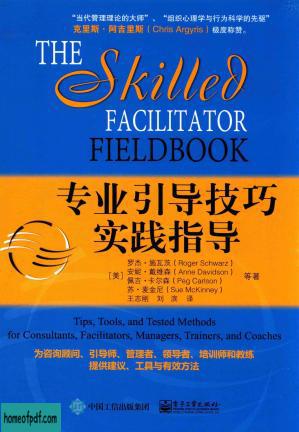 “当代管理理论的大师”、“组织心理学与行为科学的先驱”
克里斯·阿吉里斯（Chris Argyris）极度称赞。
THE
Skilled
FACILITATOR
FIELDBOOK
专业引导技巧
实践指导
罗杰·施瓦茨（Roger Schwarz）
安妮·戴维森（Anne Davidson）
[美] 佩吉·卡尔森（Peg Carlson） 等著
苏·麦金尼（Sue McKinney）
王志刚 刘滨 译
Tips, Tools, and Tested Methods
for Consultants, Facilitators, Managers, Trainers, and Coaches
为咨询顾问、引导师、管理者、领导者、培训师和教练
提供建议、工具与有效方法
中国工信出版集团
电子工业出版社
homeofpdf.com